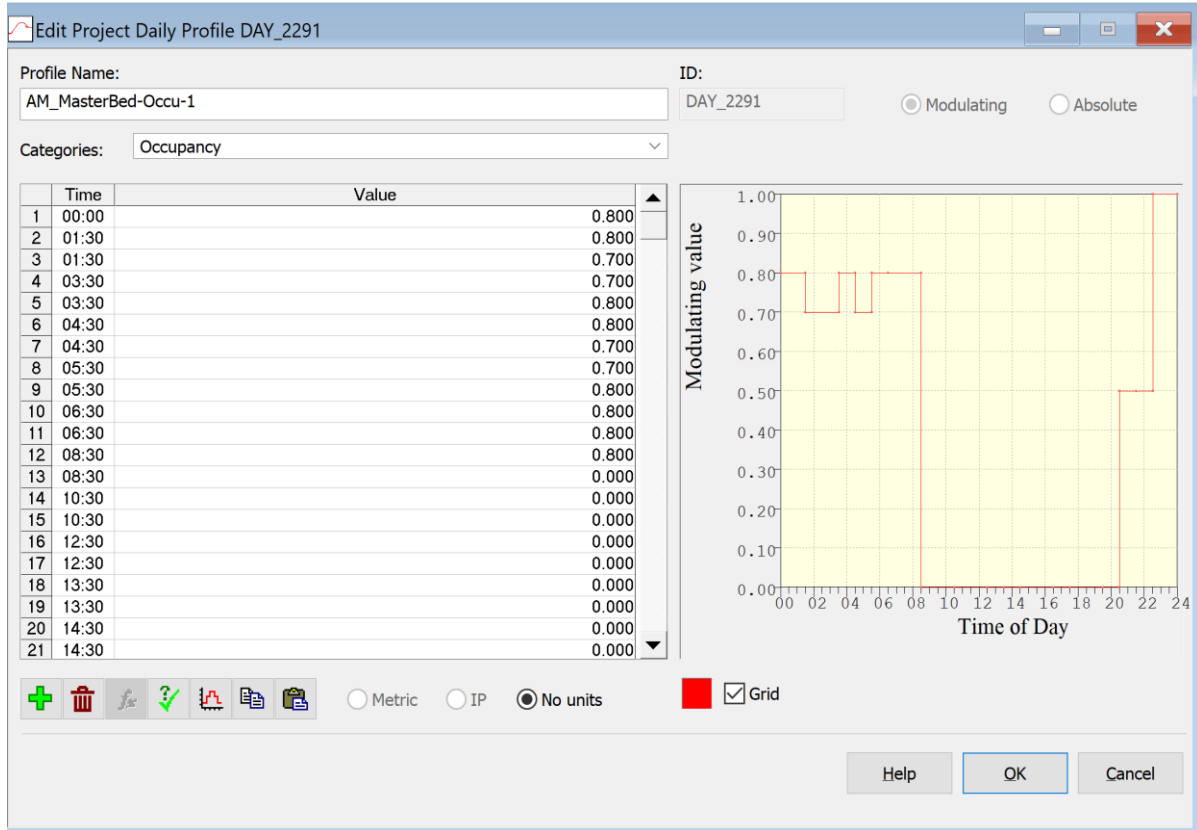 Edit Project Daily Profile DAY_2291
Profile Name:
ID:
AM_MasterBed-Occu-1
DAY_2291
Modulating
Absolute
Categories:
Occupancy
Time Value
1 00:00 0.800
2 01:30 0.800
3 01:30 0.700
4 03:30 0.700
5 03:30 0.800
6 04:30 0.800
7 04:30 0.700
8 05:30 0.700
9 05:30 0.800
10 06:30 0.800
11 06:30 0.800
12 08:30 0.800
13 08:30 0.000
14 10:30 0.000
15 10:30 0.000
16 12:30 0.000
17 12:30 0.000
18 13:30 0.000
19 13:30 0.000
20 14:30 0.000
21 14:30 0.000
Modulating value
1.00
0.90
0.80
0.70
0.60
0.50
0.40
0.30
0.20
0.10
0.00
00 02 04 06 08 10 12 14 16 18 20 22 24
Time of Day
fx
Metric
IP
No units
Grid
Help
OK
Cancel